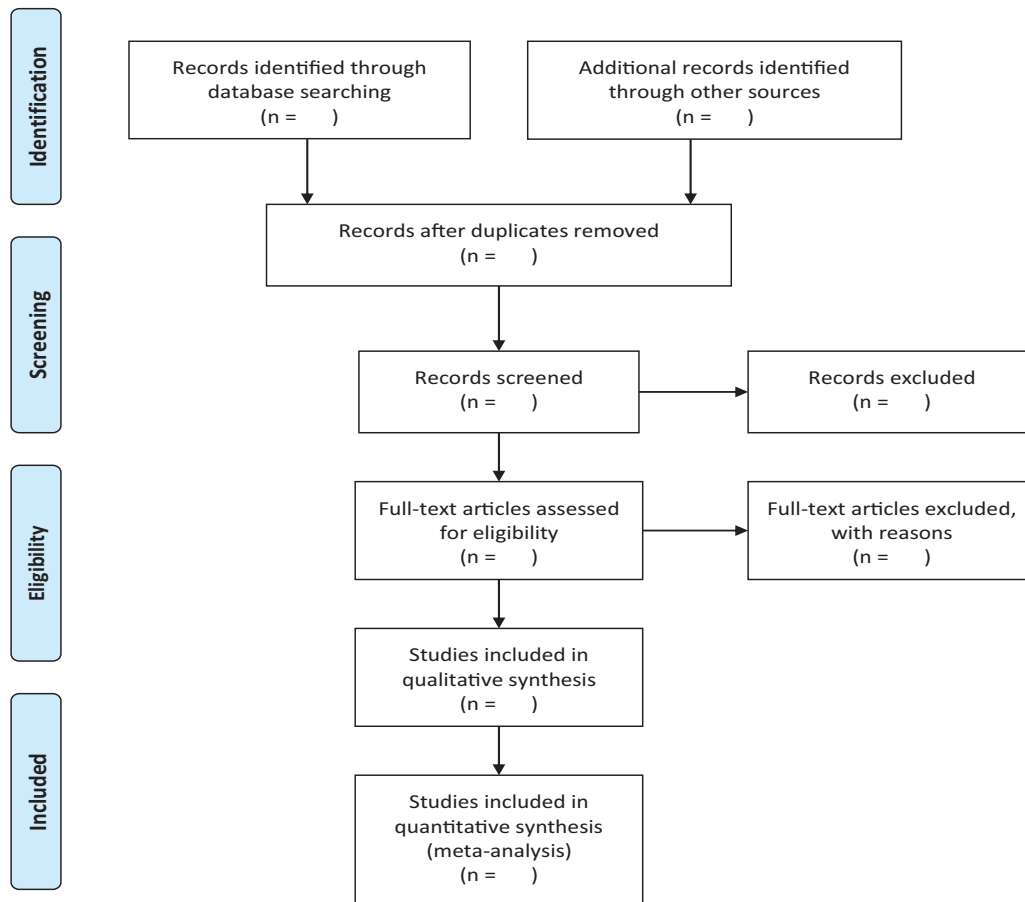 Identification
Records identified through
database searching
(n =      )
Additional records identified
through other sources
(n =      )
Records after duplicates removed
(n =      )
Screening
Records screened
(n =      )
Records excluded
(n =      )
Eligibility
Full-text articles assessed
for eligibility
(n =      )
Full-text articles excluded,
with reasons
(n =      )
Studies included in
qualitative synthesis
(n =      )
Included
Studies included in
quantitative synthesis
(meta-analysis)
(n =      )